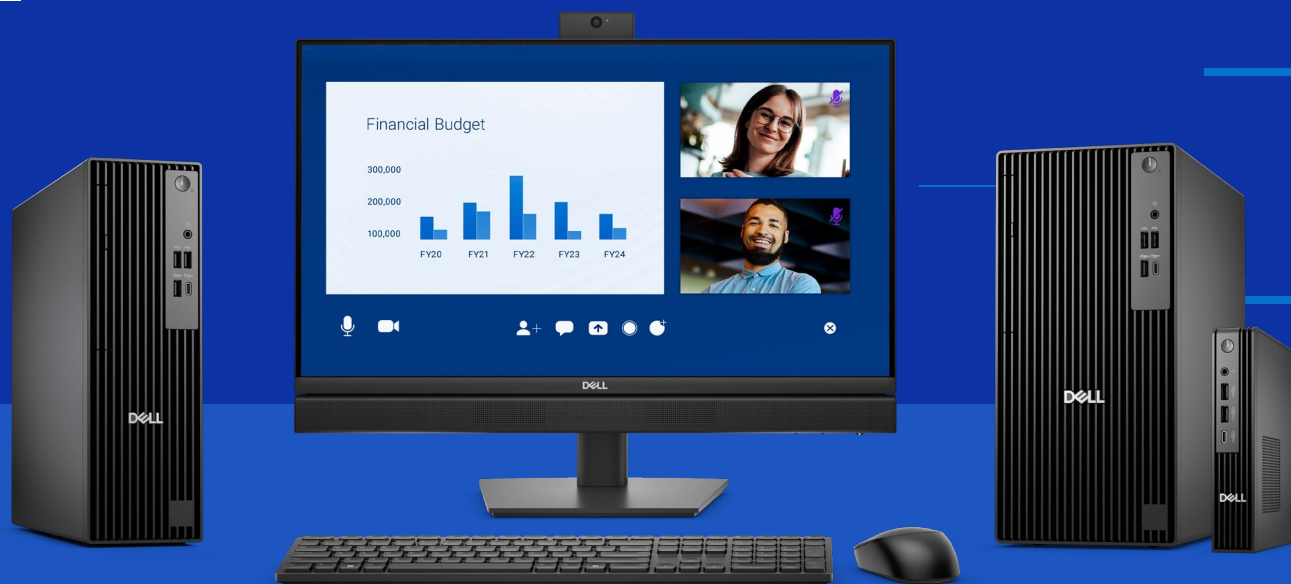 Financial Budget
300,000
200,000
100,000
FY20 FY21 FY22 FY23 FY24
DELL
DELL
DELL
DELL